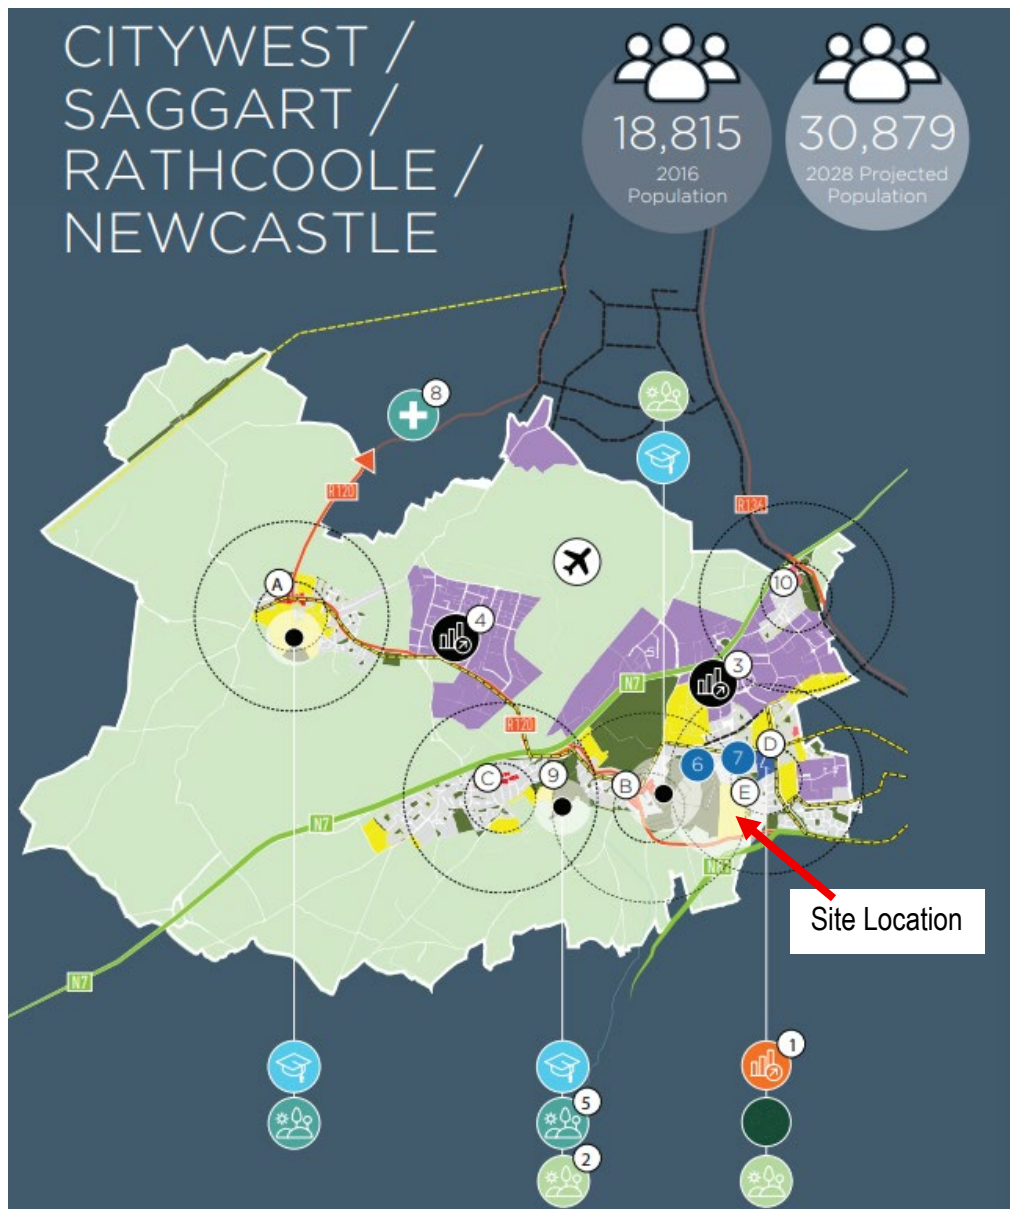 CITYWEST /
SAGGART /
RATHCOOLE /
NEWCASTLE
18,815
2016
Population
30,879
2028 Projected
Population
8
R120
R134
A
10
4
3
N7
R120
D
6
7
C
9
B
E
N7
Site Location
N7
1
5
2